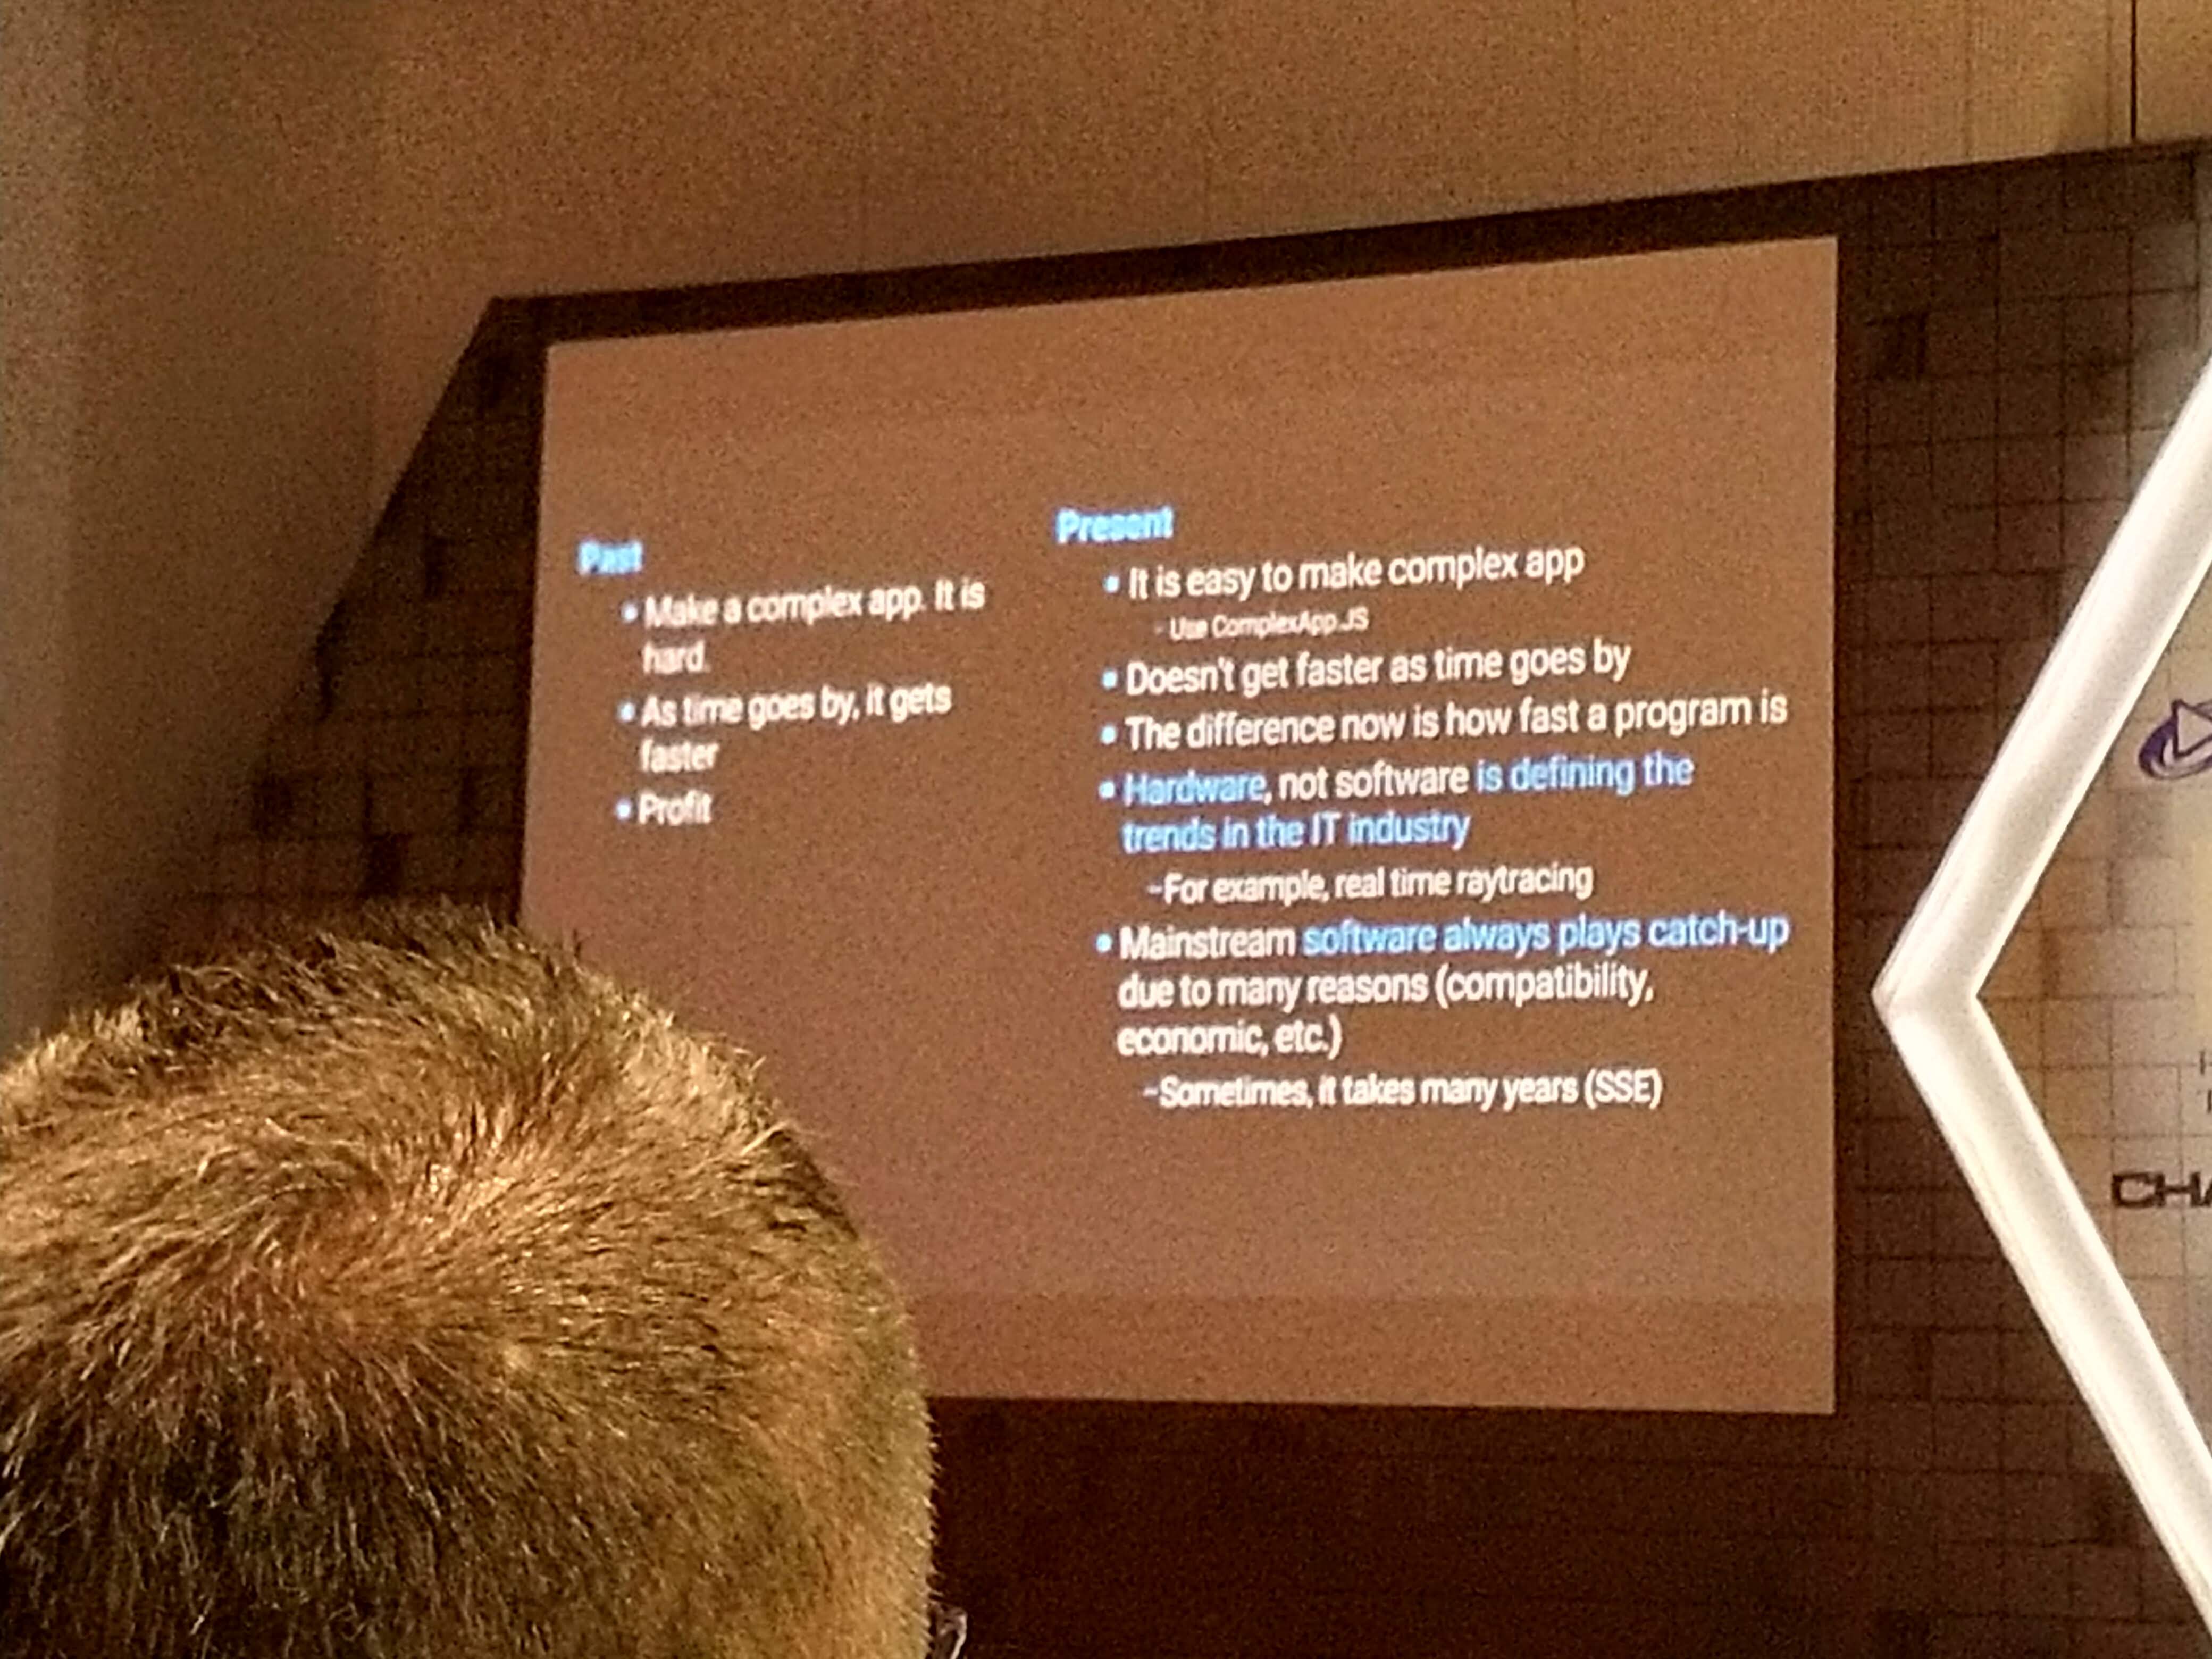 Past
• Make a complex app. It is
hard.
• As time goes by, it gets
faster
• Profit
Present
• It is easy to make complex app
- Use ComplexApp.JS
• Doesn't get faster as time goes by
• The difference now is how fast a program is
• Hardware, not software is defining the
trends in the IT industry
-For example, real time raytracing
• Mainstream software always plays catch-up
due to many reasons (compatibility,
economic, etc.)
-Sometimes, it takes many years (SSE)